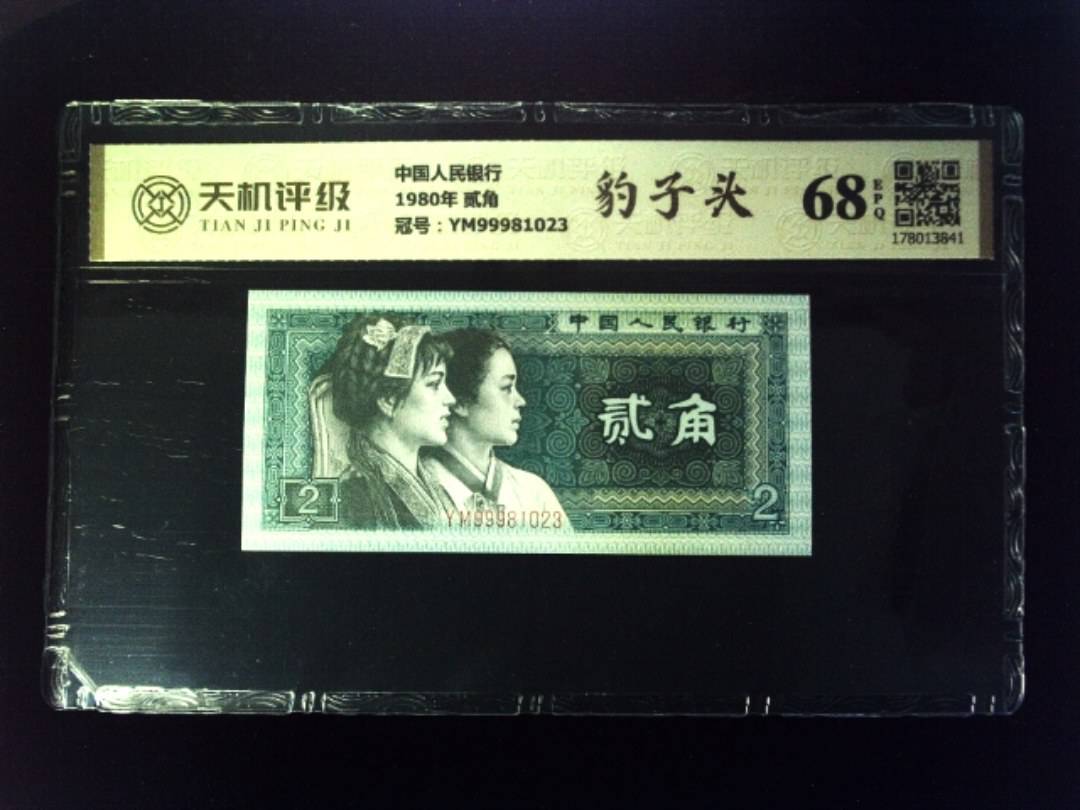 天机评级
TIAN JI PING JI
中国人民银行
1980年 贰角
冠号：YM99981023
豹子头
68
EPQ
178013841
中国人民银行
贰角
2
2
YM99981023